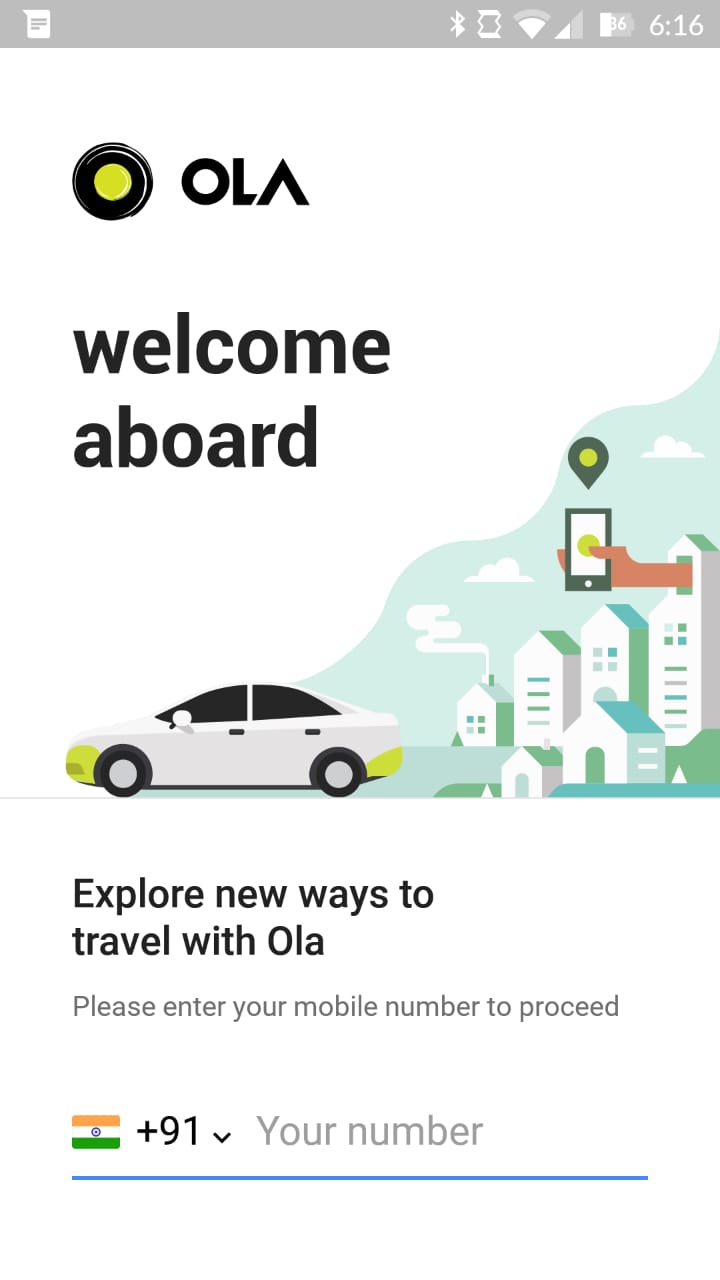 36 6:16
OLA
welcome
aboard
Explore new ways to
travel with Ola
Please enter your mobile number to proceed
+91 Your number